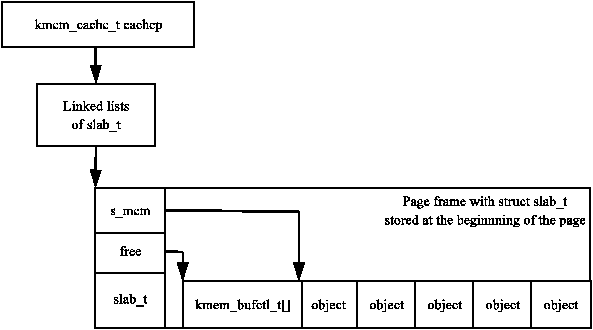 kmem_cache_t cachep
Linked lists
of slab_t
Page frame with struct slab_t
stored at the beginnning of the page
s_mem
free
slab_t
kmem_bufctl_t[] object object object object object